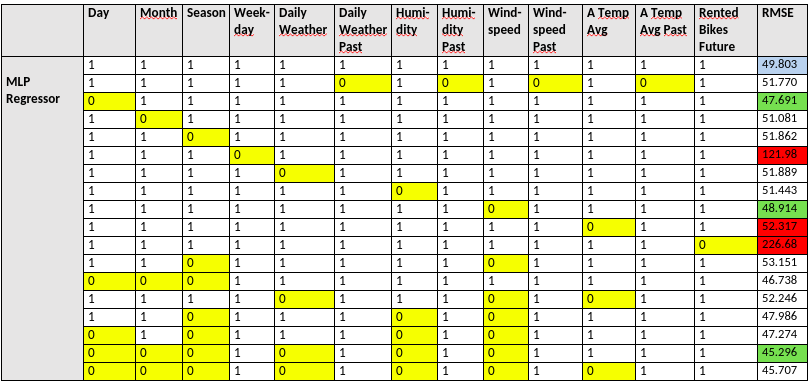 Day Month Season Week-day Daily Weather Daily Weather Past Humi-dity Humi-dity Past Wind-speed Wind-speed Past A Temp Avg A Temp Avg Past Rented Bikes Future RMSE
MLP Regressor
1 1 1 1 1 1 1 1 1 1 1 1 1 49.803
1 1 1 1 1 0 1 0 1 0 1 0 1 51.770
0 1 1 1 1 1 1 1 1 1 1 1 1 47.691
1 0 1 1 1 1 1 1 1 1 1 1 1 51.081
1 1 0 1 1 1 1 1 1 1 1 1 1 51.862
1 1 1 0 1 1 1 1 1 1 1 1 1 121.98
1 1 1 1 0 1 1 1 1 1 1 1 1 51.889
1 1 1 1 1 1 0 1 1 1 1 1 1 51.443
1 1 1 1 1 1 1 1 0 1 1 1 1 48.914
1 1 1 1 1 1 1 1 1 1 0 1 1 52.317
1 1 1 1 1 1 1 1 1 1 1 1 0 226.68
1 1 0 1 1 1 1 1 0 1 1 1 1 53.151
0 0 0 1 1 1 1 1 1 1 1 1 1 46.738
1 1 1 1 0 1 1 1 0 1 0 1 1 52.246
1 1 0 1 1 1 0 1 0 1 1 1 1 47.986
0 1 0 1 1 1 0 1 0 1 1 1 1 47.274
0 0 0 1 0 1 0 1 0 1 1 1 1 45.296
0 0 0 1 0 1 0 1 0 1 0 1 1 45.707